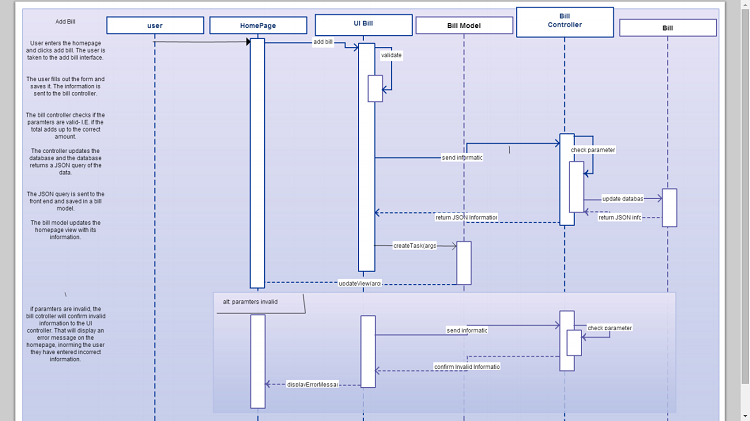 Add Bill
user
HomePage
UI Bill
Bill Model
Bill
Controller
Bill
User enters the homepage
and clicks add bill. The user is
taken to the add bill interface.
The user fills out the form and
saves it. The information is
sent to the bill controller.
The bill controller checks if the
paramters are valid- I.E. if the
total adds up to the correct
amount.
The controller updates the
database and the database
returns a JSON query of the
data.
The JSON query is sent to the
front end and saved in a bill
model.
The bill model updates the
homepage view with its
information.
\
If paramters are invalid, the
bill cotroller will confirm invalid
information to the UI
controller. That will display an
error message on the
homepage, inorming the user
they have entered incorrect
information.
add bill
validate
send informatic
check parameter
update databas
return JSON info
return JSON Informatior
createTask(args
updateView(arg
alt: paramters invalid
send informatic
check parameter
confirm Invalid Informatio
displayErrorMessa